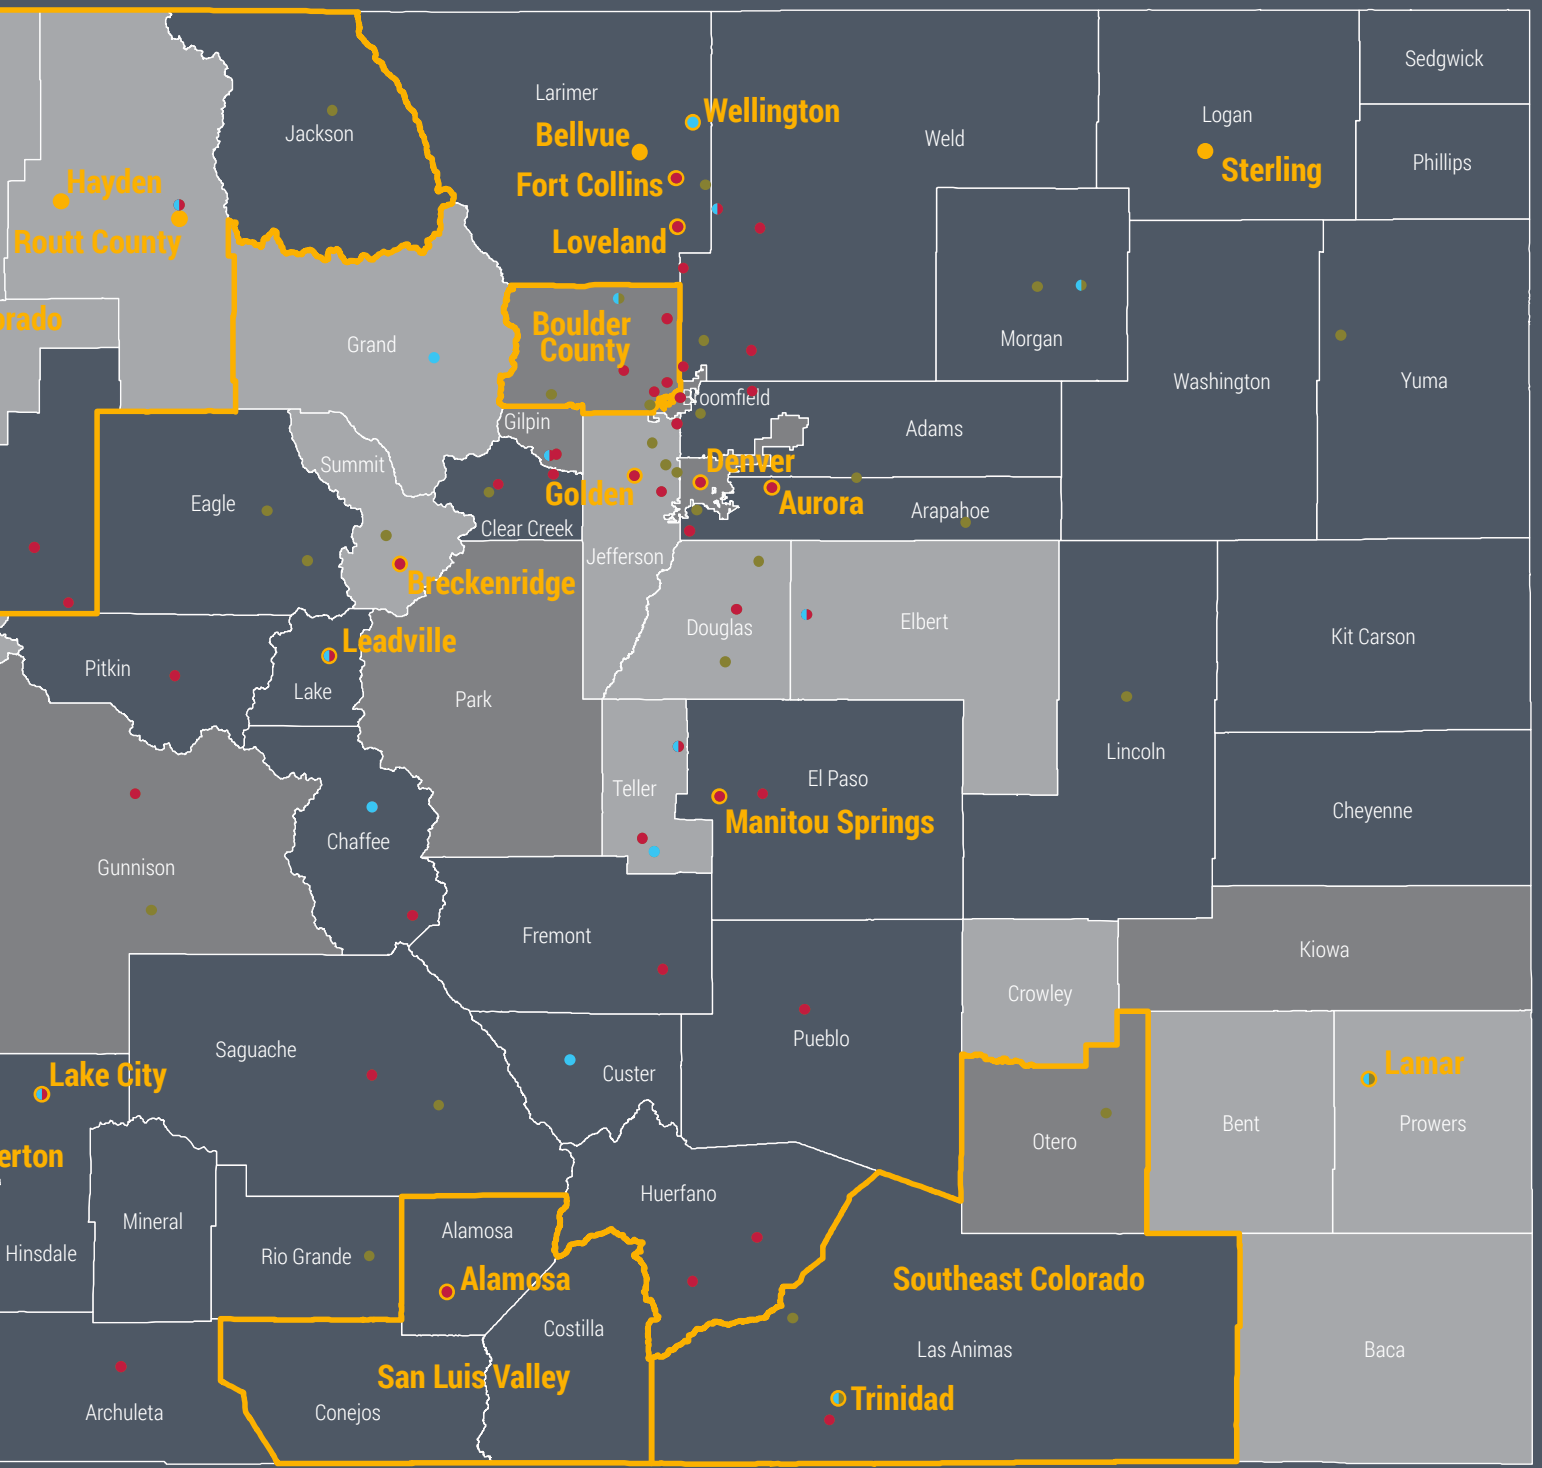 Sedgwick
Larimer
Wellington
Logan
Jackson
Bellvue
Weld
Phillips
Sterling
Hayden
Fort Collins
Routt County
Loveland
orado
Boulder
County
Grand
Morgan
Washington
Yuma
Broomfield
Gilpin
Adams
Summit
Denver
Eagle
Golden
Aurora
Arapahoe
Clear Creek
Jefferson
Breckenridge
Douglas
Elbert
Kit Carson
Leadville
Pitkin
Lake
Park
Lincoln
Teller
El Paso
Manitou Springs
Cheyenne
Chaffee
Gunnison
Fremont
Kiowa
Crowley
Pueblo
Saguache
Lake City
Custer
Lamar
Bent
Prowers
Otero
erton
Huerfano
Mineral
Alamosa
Hinsdale
Rio Grande
Alamosa
Southeast Colorado
Costilla
Las Animas
Baca
San Luis Valley
Trinidad
Archuleta
Conejos